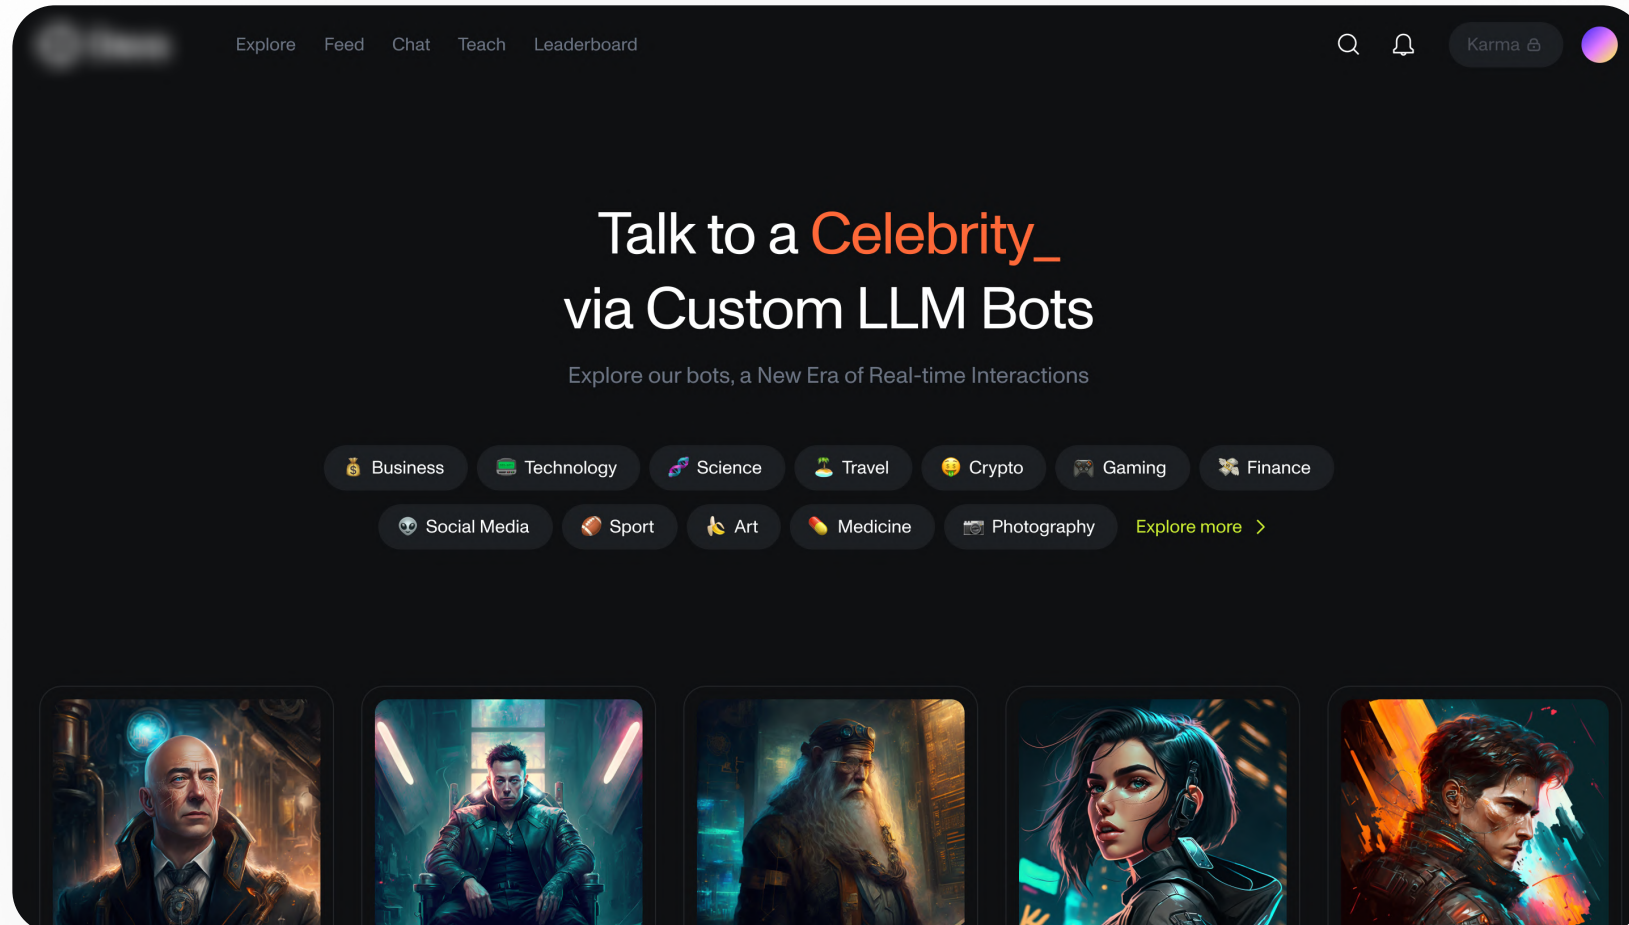 Explore Feed Chat Teach Leaderboard Karma
Talk to a Celebrity_
via Custom LLM Bots
Explore our bots, a New Era of Real-time Interactions
Business Technology Science Travel Crypto Gaming Finance
Social Media Sport Art Medicine Photography Explore more